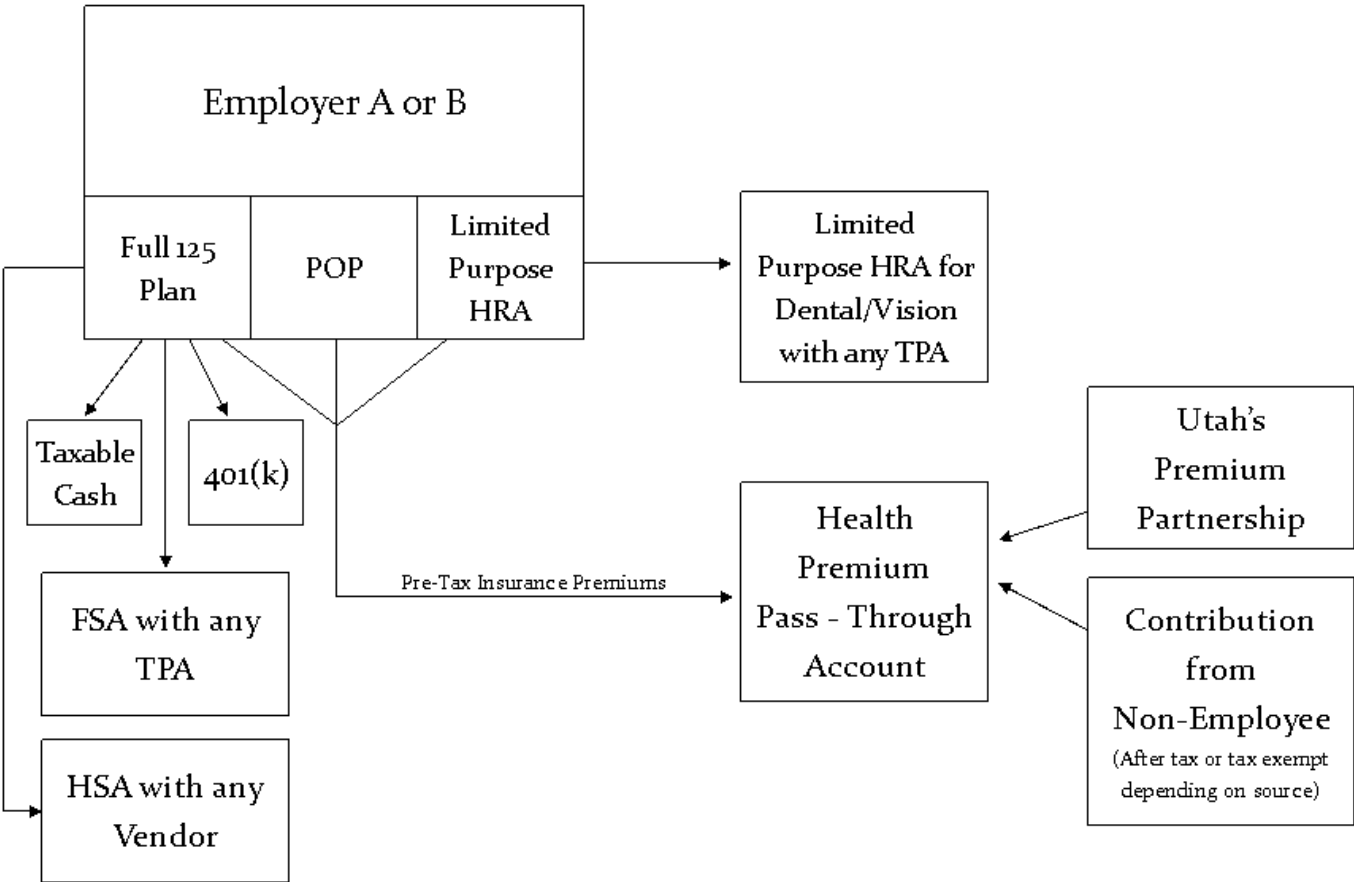 Employer A or B
Full 125
Plan
POP
Limited
Purpose
HRA
Limited
Purpose HRA for
Dental/Vision
with any TPA
Taxable
Cash
401(k)
Utah's
Premium
Partnership
Health
Premium
Pass - Through
Account
Pre-Tax Insurance Premiums
FSA with any
TPA
Contribution
from
Non-Employee
(After tax or tax exempt
depending on source)
HSA with any
Vendor